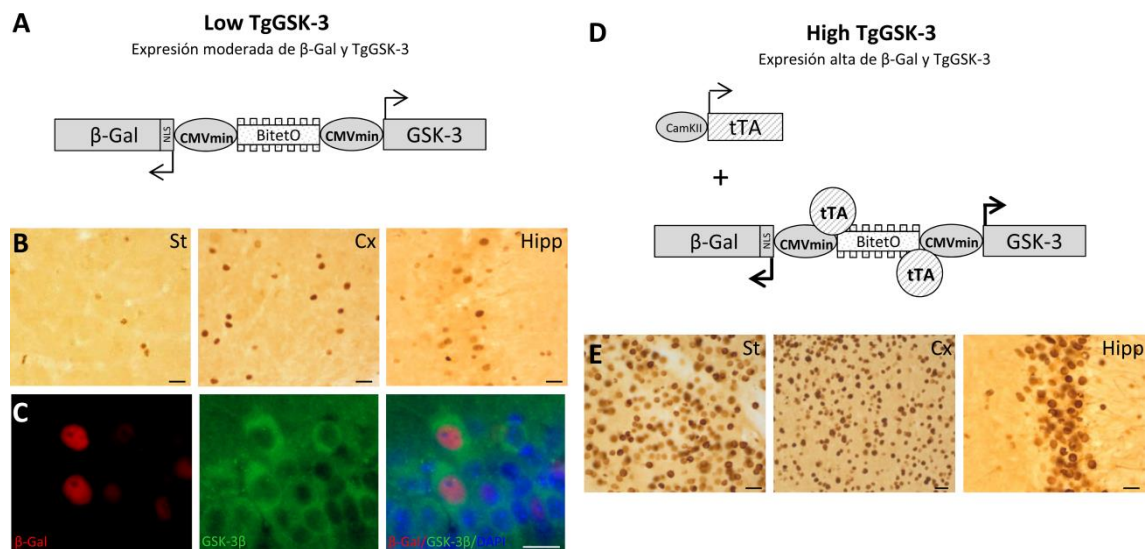 A
Low TgGSK-3
Expresión moderada de β-Gal y TgGSK-3
β-Gal NLS CMVmin BitetO CMVmin GSK-3
B
St
Cx
Hipp
C
β-Gal
GSK-3β
β-Gal/GSK-3β/DAPI
D
High TgGSK-3
Expresión alta de β-Gal y TgGSK-3
CamKII tTA
+
tTA
β-Gal NLS CMVmin BitetO CMVmin GSK-3
tTA
E
St
Cx
Hipp